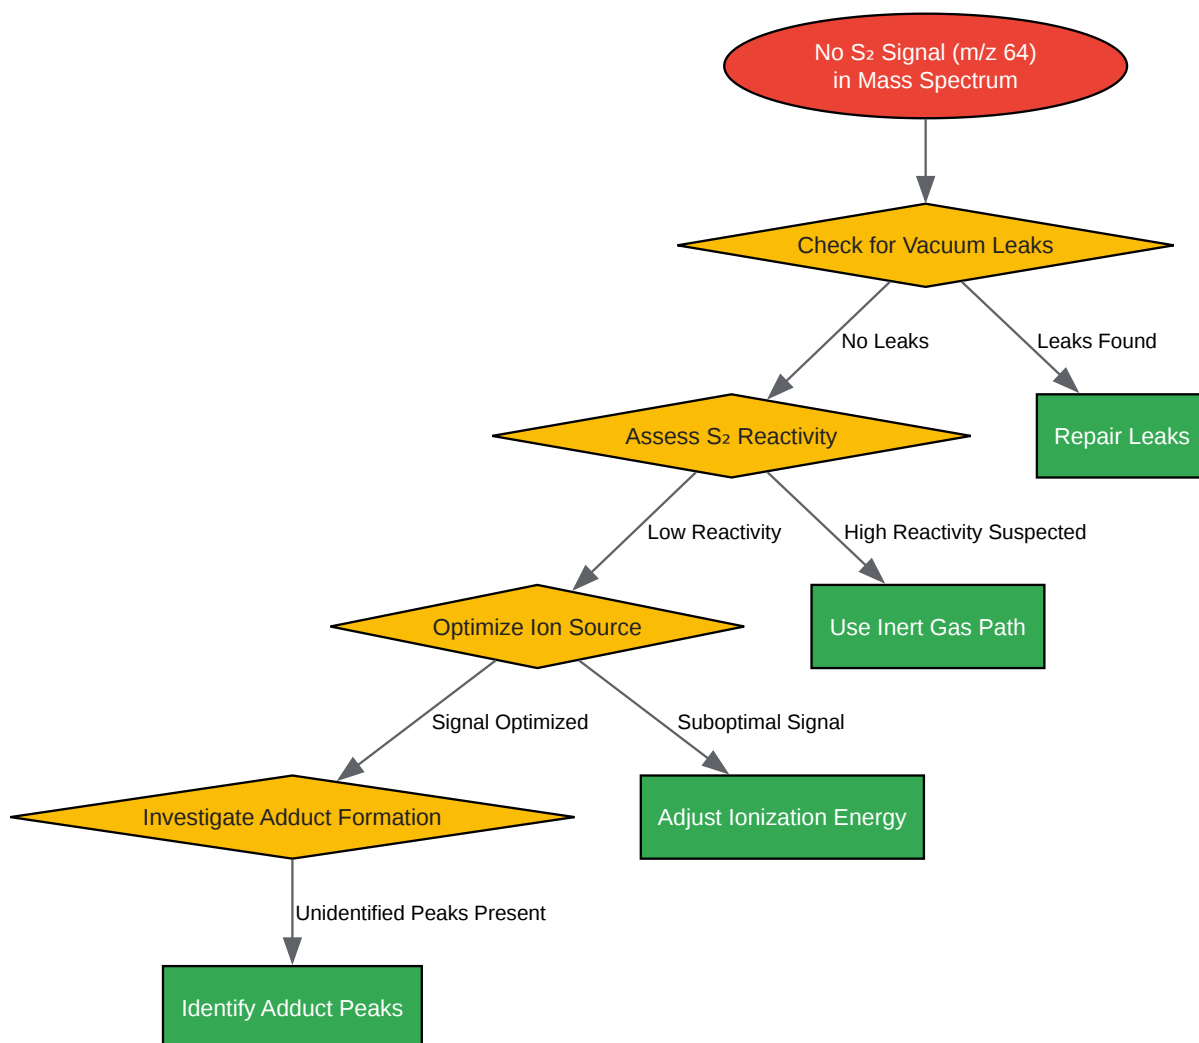 No S₂ Signal (m/z 64)
in Mass Spectrum
Check for Vacuum Leaks
No Leaks
Leaks Found
Assess S₂ Reactivity
Repair Leaks
Low Reactivity
High Reactivity Suspected
Optimize Ion Source
Use Inert Gas Path
Signal Optimized
Suboptimal Signal
Investigate Adduct Formation
Adjust Ionization Energy
Unidentified Peaks Present
Identify Adduct Peaks